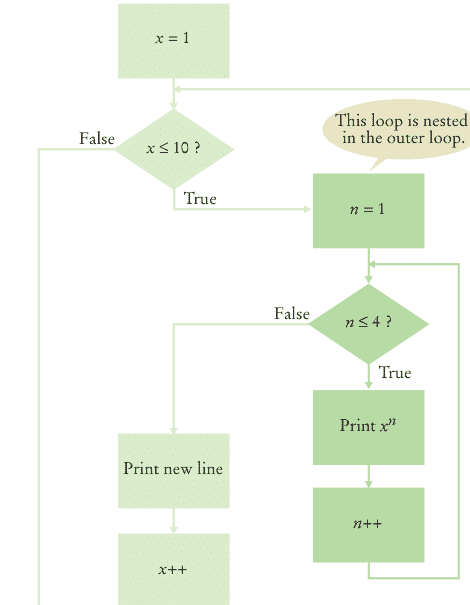 x = 1
False
x ≤ 10 ?
True
This loop is nested
in the outer loop.
n = 1
False
n ≤ 4 ?
True
Print xⁿ
n++
Print new line
x++